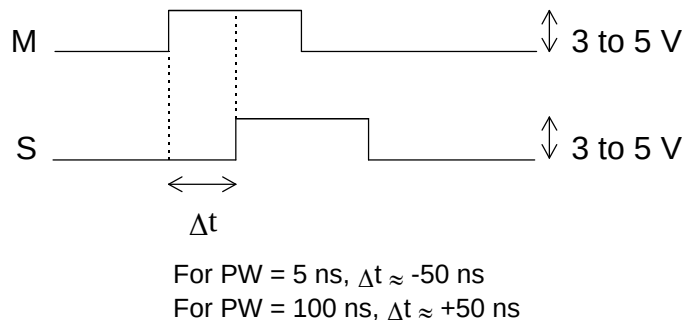 M 3 to 5 V
S 3 to 5 V
Δt
For PW = 5 ns, Δt ≈ -50 ns
For PW = 100 ns, Δt ≈ +50 ns